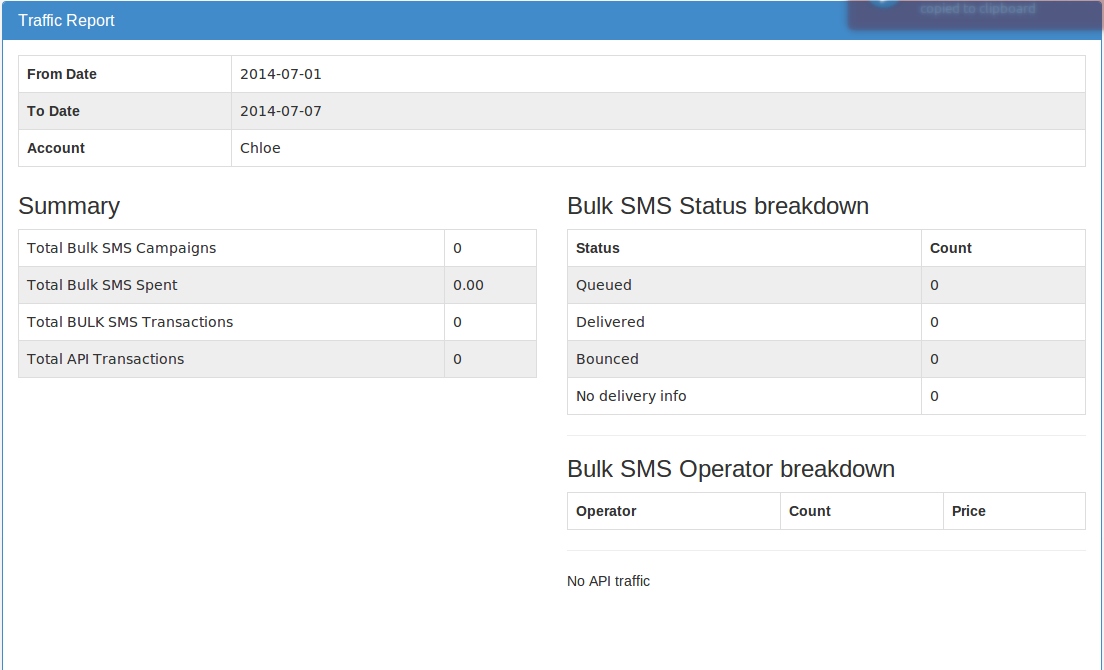 Traffic Report
copied to clipboard
From Date 2014-07-01
To Date 2014-07-07
Account Chloe
Summary
Total Bulk SMS Campaigns 0
Total Bulk SMS Spent 0.00
Total BULK SMS Transactions 0
Total API Transactions 0
Bulk SMS Status breakdown
Status Count
Queued 0
Delivered 0
Bounced 0
No delivery info 0
Bulk SMS Operator breakdown
Operator Count Price
No API traffic